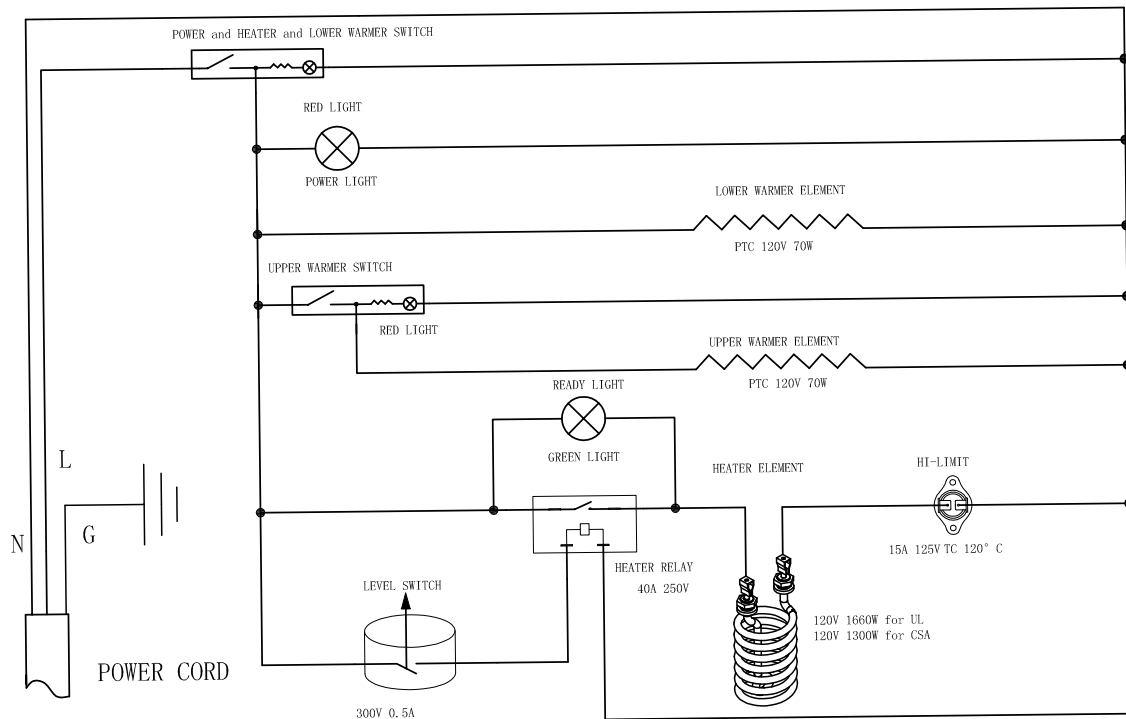 POWER and HEATER and LOWER WARMER SWITCH
RED LIGHT
POWER LIGHT
LOWER WARMER ELEMENT
PTC 120V 70W
UPPER WARMER SWITCH
RED LIGHT
UPPER WARMER ELEMENT
PTC 120V 70W
READY LIGHT
GREEN LIGHT
L
HEATER ELEMENT
HI-LIMIT
N
G
15A 125V TC 120° C
HEATER RELAY
40A 250V
LEVEL SWITCH
120V 1660W for UL
120V 1300W for CSA
POWER CORD
300V 0.5A